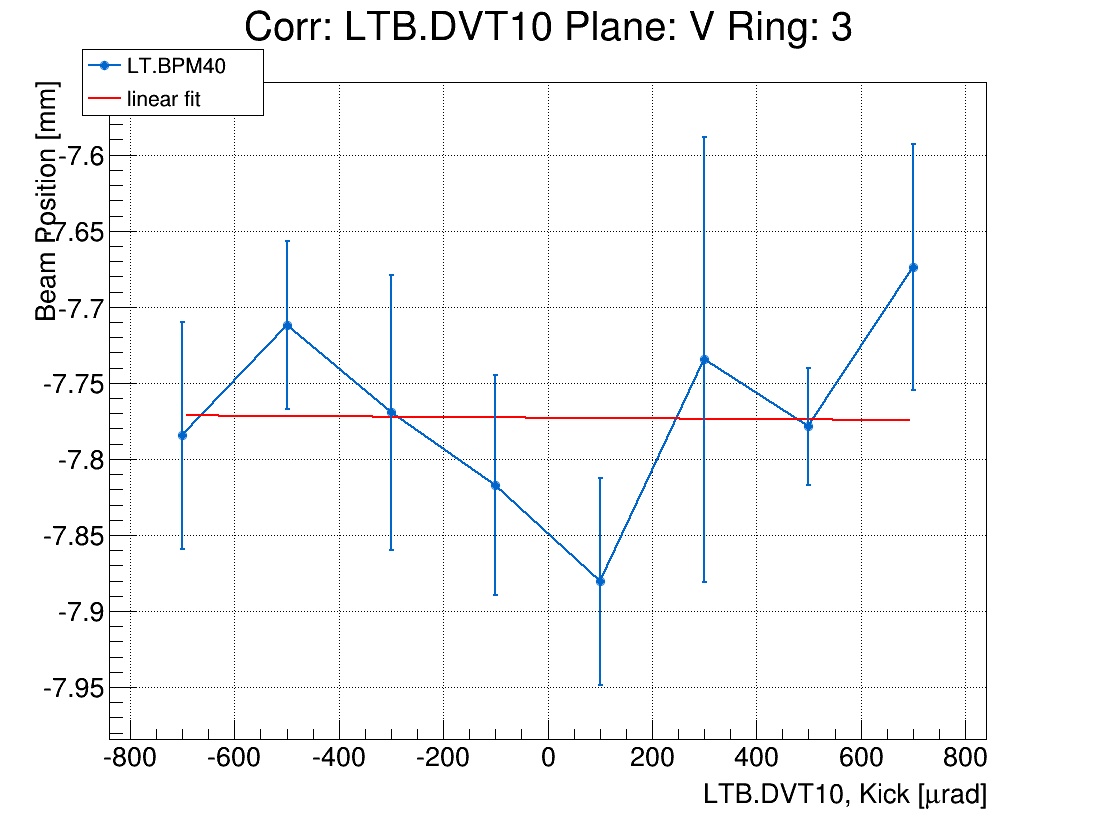 Corr: LTB.DVT10 Plane: V Ring: 3
LT.BPM40
linear fit
Beam Position [mm]
-7.6
-7.65
-7.7
-7.75
-7.8
-7.85
-7.9
-7.95
-800 -600 -400 -200 0 200 400 600 800
LTB.DVT10, Kick [μrad]